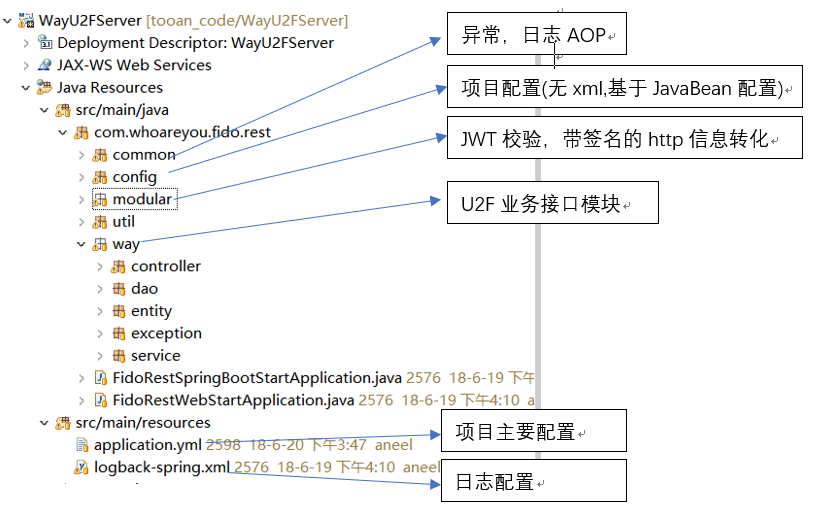 WayU2FServer [tooan_code/WayU2FServer]
Deployment Descriptor: WayU2FServer
JAX-WS Web Services
Java Resources
src/main/java
com.whoareyou.fido.rest
common
config
modular
util
way
controller
dao
entity
exception
service
FidoRestSpringBootStartApplication.java 2576 18-6-19 下午
FidoRestWebStartApplication.java 2576 18-6-19 下午4:10 a
src/main/resources
application.yml 2598 18-6-20 下午3:47 aneel
logback-spring.xml 2576 18-6-19 下午4:10 aneel
异常，日志 AOP
项目配置(无 xml,基于 JavaBean 配置)
JWT 校验，带签名的 http 信息转化
U2F 业务接口模块
项目主要配置
日志配置